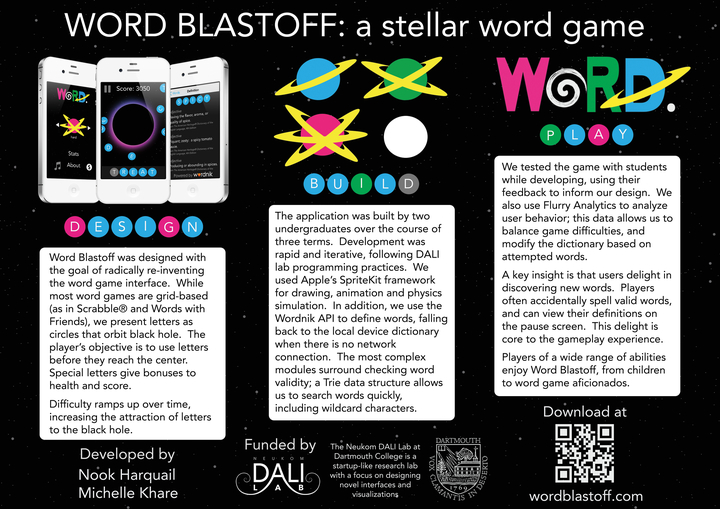 WORD BLASTOFF: a stellar word game
WORD.
Stats
About
Score: 3050
TREAT
Definition
wordnik
DESIGN
Word Blastoff was designed with
the goal of radically re-inventing
the word game interface. While
most word games are grid-based
(as in Scrabble® and Words with
Friends), we present letters as
circles that orbit black hole. The
player's objective is to use letters
before they reach the center.
Special letters give bonuses to
health and score.
Difficulty ramps up over time,
increasing the attraction of letters
to the black hole.
Developed by
Nook Harquail
Michelle Khare
BUILD
The application was built by two
undergraduates over the course of
three terms. Development was
rapid and iterative, following DALI
lab programming practices. We
used Apple's SpriteKit framework
for drawing, animation and physics
simulation. In addition, we use the
Wordnik API to define words, falling
back to the local device dictionary
when there is no network
connection. The most complex
modules surround checking word
validity; a Trie data structure allows
us to search words quickly,
including wildcard characters.
Funded by
NEUKOM
DALI
LAB
The Neukom DALI Lab at
Dartmouth College is a
startup-like research lab
with a focus on designing
novel interfaces and
visualizations
DARTMOUTH
VOX CLAMANTIS IN DESERTO
1769
WORD.
PLAY
We tested the game with students
while developing, using their
feedback to inform our design. We
also use Flurry Analytics to analyze
user behavior; this data allows us to
balance game difficulties, and
modify the dictionary based on
attempted words.
A key insight is that users delight in
discovering new words. Players
often accidentally spell valid words,
and can view their definitions on
the pause screen. This delight is
core to the gameplay experience.
Players of a wide range of abilities
enjoy Word Blastoff, from children
to word game aficionados.
Download at
wordblastoff.com